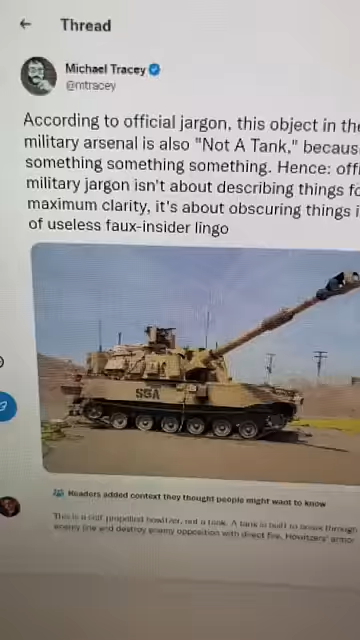 Thread
Michael Tracey
@mtracey
According to official jargon, this object in the
military arsenal is also "Not A Tank," becaus
something something something. Hence: offi
military jargon isn't about describing things fo
maximum clarity, it's about obscuring things i
of useless faux-insider lingo
SGA
Readers added context they thought people might want to know
This is a self propelled howitzer, not a tank. A tank is built to break through
enemy line and destroy enemy opposition with direct fire. Howitzers' armor